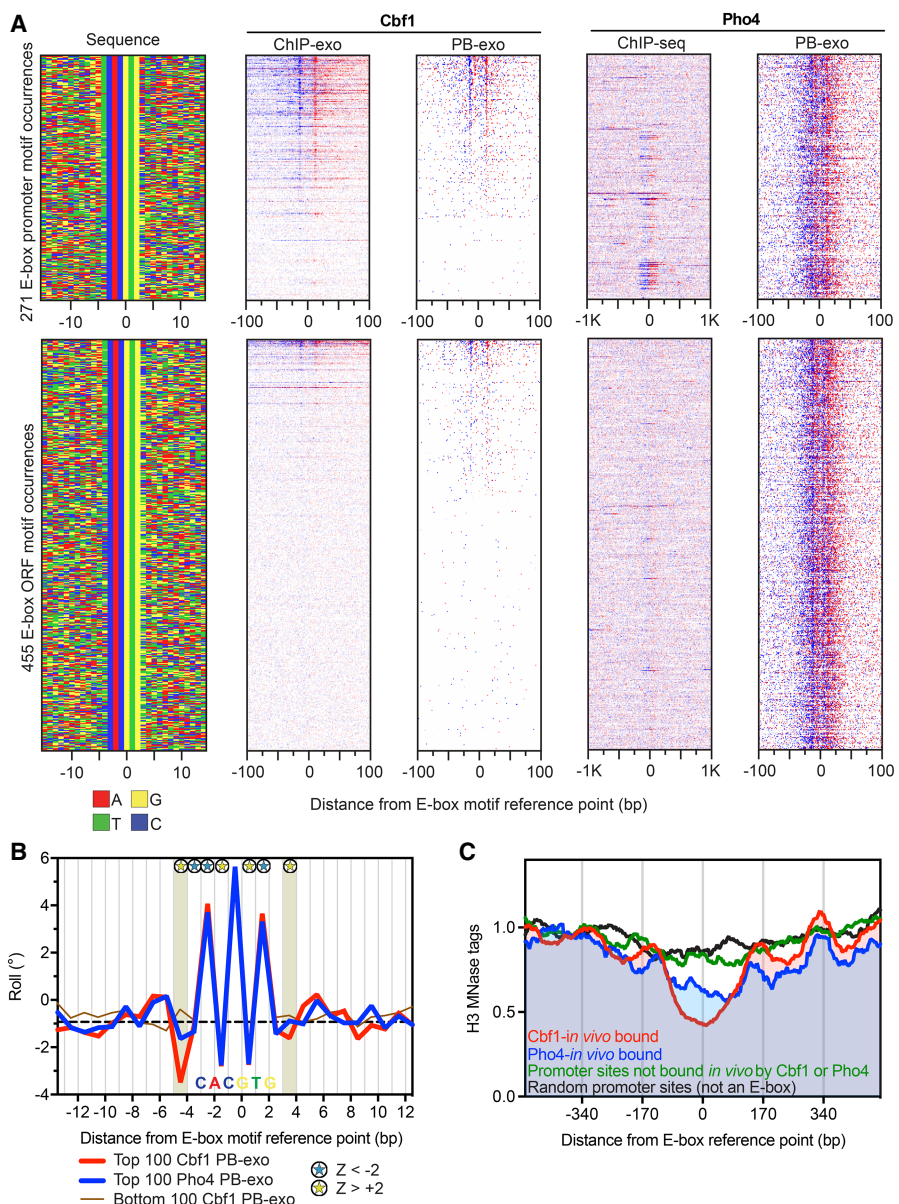 A
Cbf1
Pho4
Sequence
ChIP-exo
PB-exo
ChIP-seq
PB-exo
271 E-box promoter motif occurrences
-10 0 10
-100 0 100
-100 0 100
-1K 0 1K
-100 0 100
455 E-box ORF motif occurrences
-10 0 10
-100 0 100
-100 0 100
-1K 0 1K
-100 0 100
Distance from E-box motif reference point (bp)
A G
T C
B
6
4
2
0
-2
-4
Roll (°)
CACGTG
-12 -10 -8 -6 -4 -2 0 2 4 6 8 10 12
Distance from E-box motif reference point (bp)
Top 100 Cbf1 PB-exo
Top 100 Pho4 PB-exo
Bottom 100 Cbf1 PB-exo
Z < -2
Z > +2
C
1.0
0.5
0.0
H3 MNase tags
Cbf1-in vivo bound
Pho4-in vivo bound
Promoter sites not bound in vivo by Cbf1 or Pho4
Random promoter sites (not an E-box)
-340 -170 0 170 340
Distance from E-box reference point (bp)